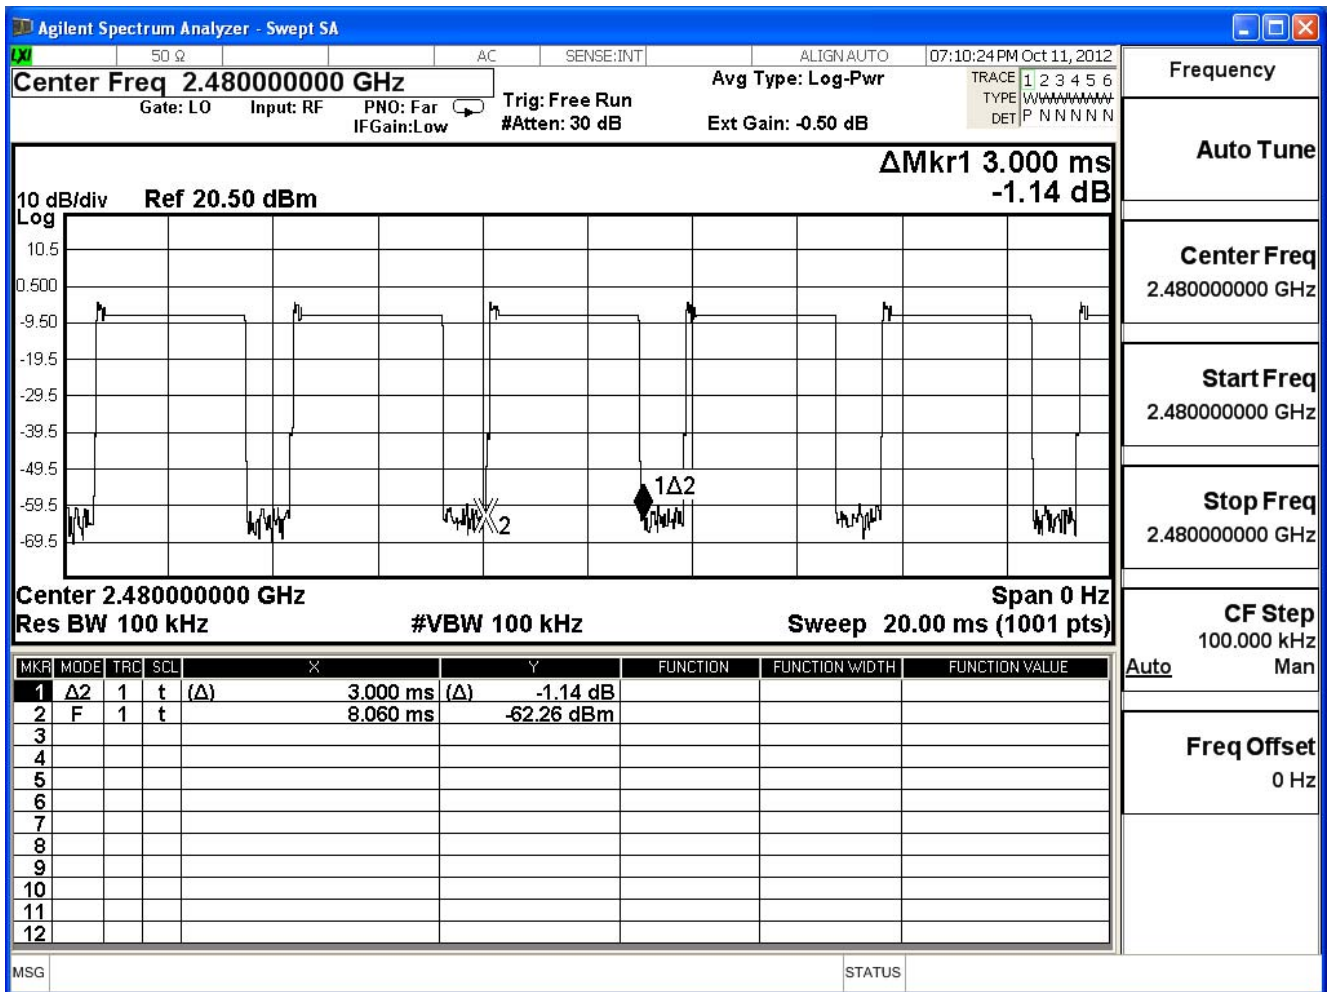 Agilent Spectrum Analyzer - Swept SA
LXI 50 Ω AC SENSE:INT ALIGN AUTO 07:10:24 PM Oct 11, 2012
Center Freq 2.480000000 GHz
Gate: LO Input: RF PNO: Far
IFGain:Low
Trig: Free Run
#Atten: 30 dB
Avg Type: Log-Pwr
Ext Gain: -0.50 dB
TRACE 1 2 3 4 5 6
TYPE WWWWWW
DET P N N N N N
ΔMkr1 3.000 ms
-1.14 dB
10 dB/div Ref 20.50 dBm
Log
10.5
0.500
-9.50
-19.5
-29.5
-39.5
-49.5
-59.5
-69.5
1Δ2
2
Center 2.480000000 GHz Span 0 Hz
Res BW 100 kHz #VBW 100 kHz Sweep 20.00 ms (1001 pts)
MKR MODE TRC SCL X Y FUNCTION FUNCTION WIDTH FUNCTION VALUE
1 Δ2 1 t (Δ) 3.000 ms (Δ) -1.14 dB
2 F 1 t 8.060 ms -62.26 dBm
3
4
5
6
7
8
9
10
11
12
MSG STATUS
Frequency
Auto Tune
Center Freq
2.480000000 GHz
Start Freq
2.480000000 GHz
Stop Freq
2.480000000 GHz
CF Step
100.000 kHz
Auto Man
Freq Offset
0 Hz